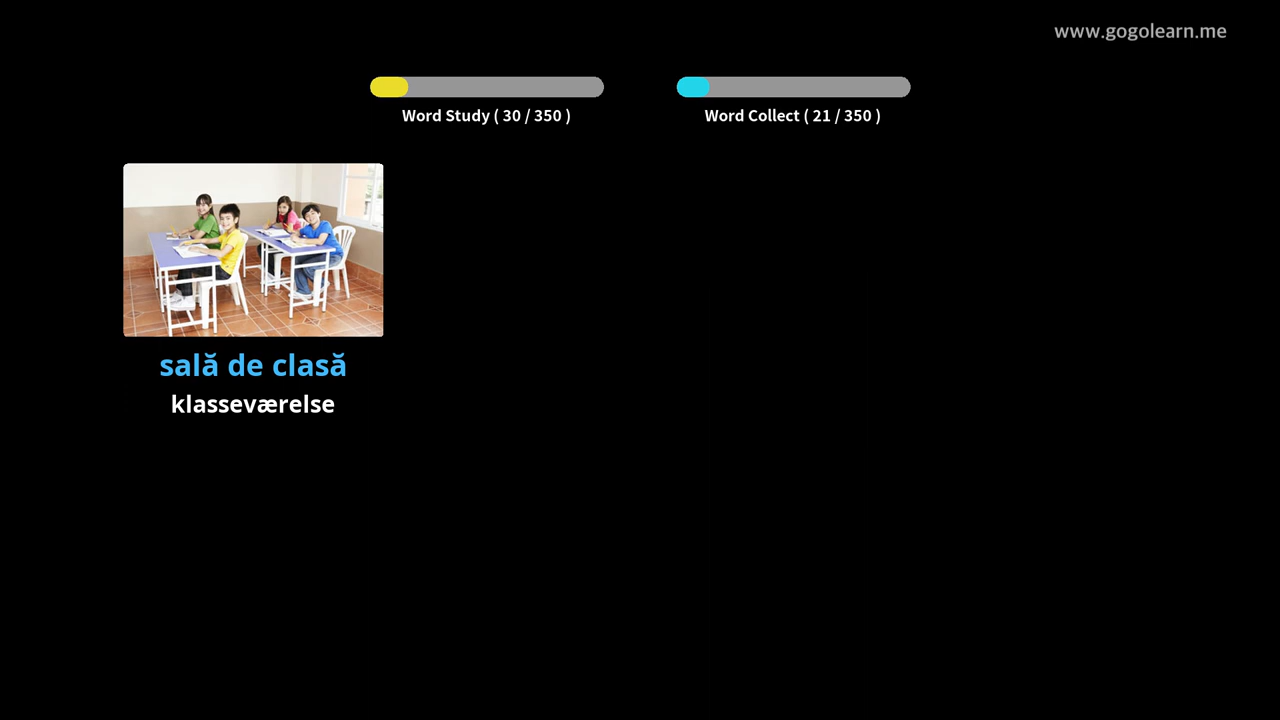 www.gogolearn.me
Word Study ( 30 / 350 )
Word Collect ( 21 / 350 )
sală de clasă
klasseværelse